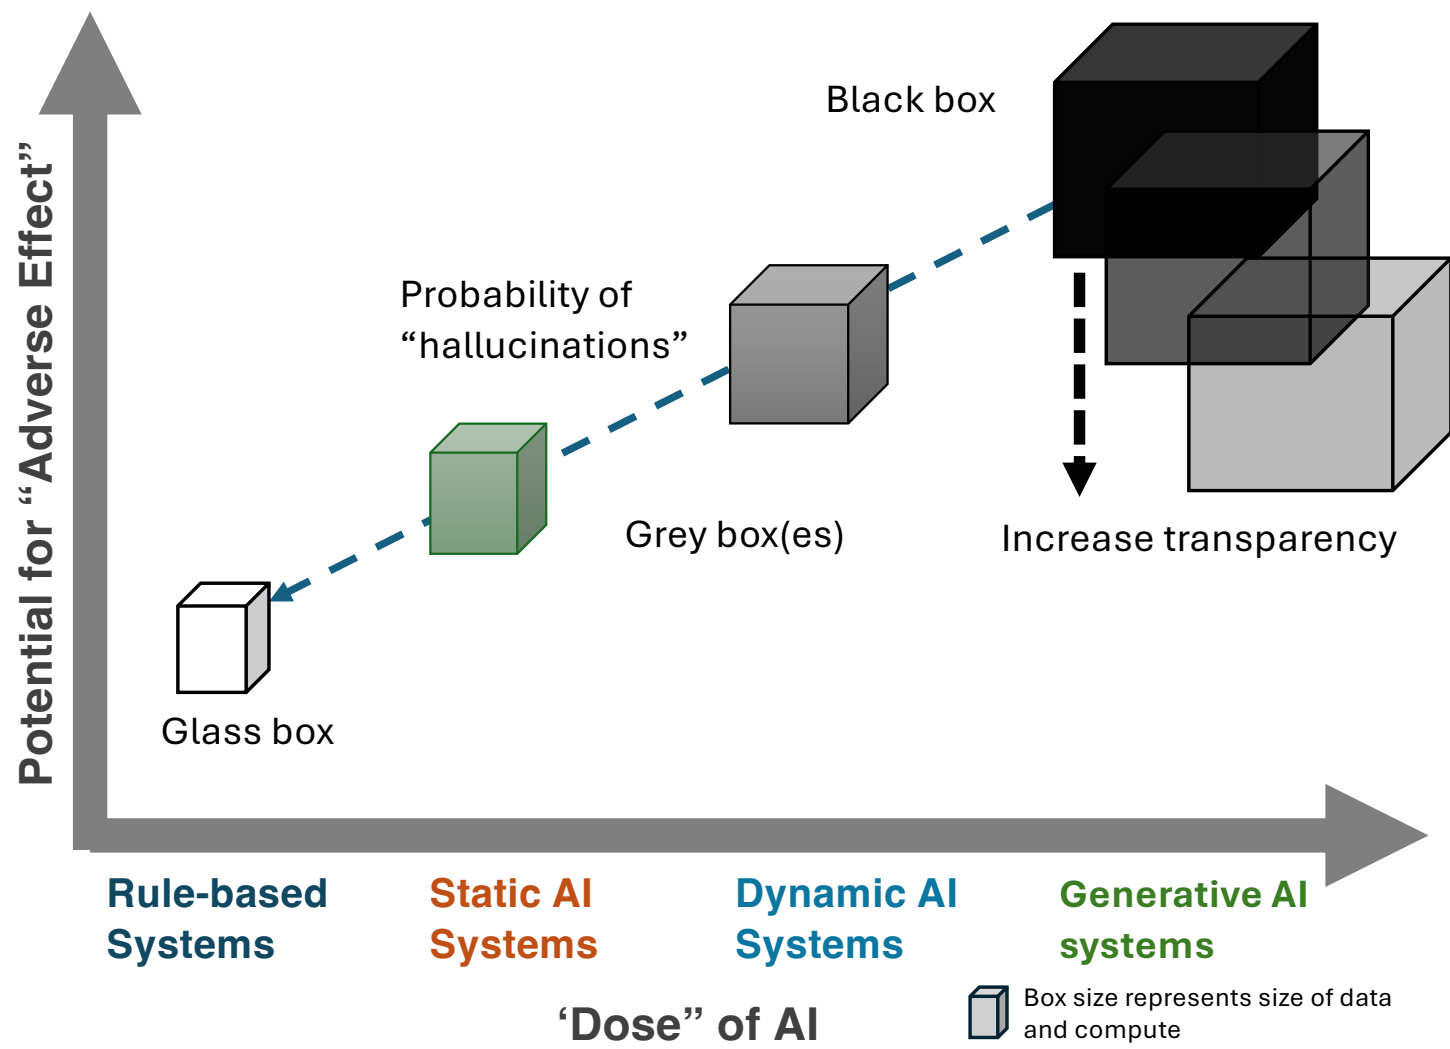 Potential for “Adverse Effect”
Black box
Probability of
“hallucinations”
Grey box(es)
Increase transparency
Glass box
Rule-based
Systems
Static AI
Systems
Dynamic AI
Systems
Generative AI
systems
‘Dose” of AI
Box size represents size of data
and compute